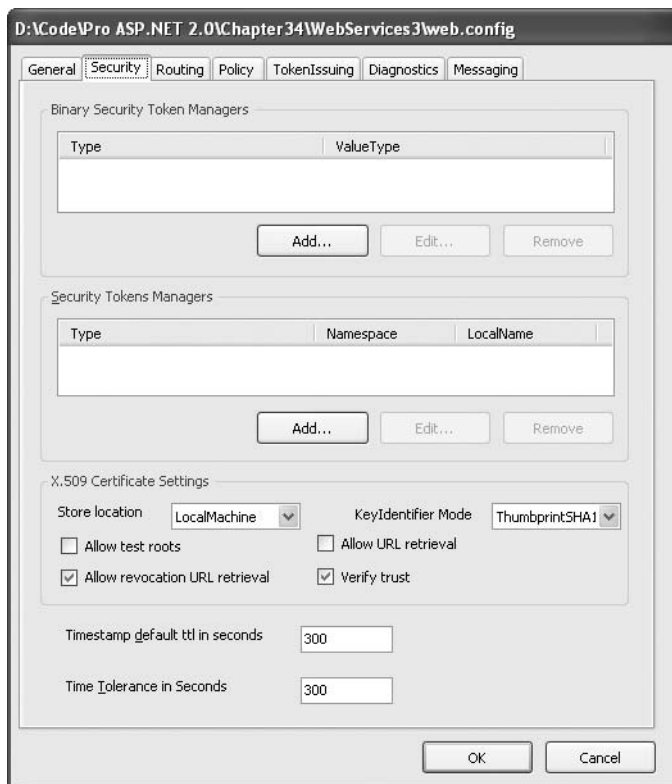 D:\Code\Pro ASP.NET 2.0\Chapter34\WebServices3\web.config
General Security Routing Policy TokenIssuing Diagnostics Messaging
Binary Security Token Managers
Type ValueType
Add... Edit... Remove
Security Tokens Managers
Type Namespace LocalName
Add... Edit... Remove
X.509 Certificate Settings
Store location LocalMachine KeyIdentifier Mode ThumbprintSHA1
Allow test roots Allow URL retrieval
Allow revocation URL retrieval Verify trust
Timestamp default ttl in seconds 300
Time Tolerance in Seconds 300
OK Cancel